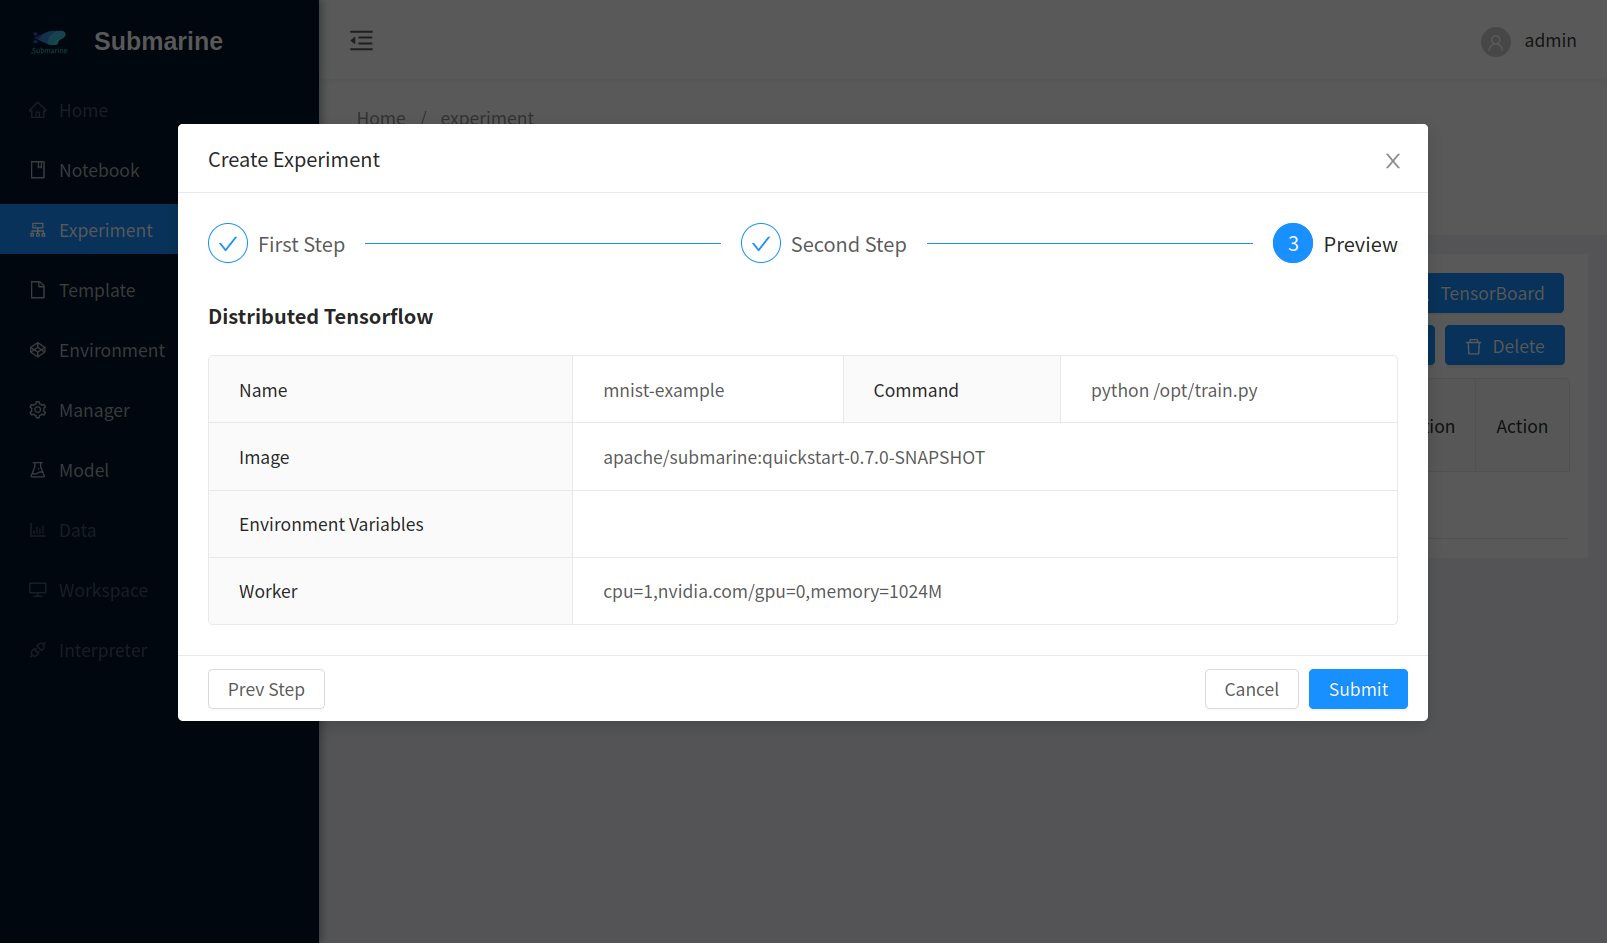 Submarine
Submarine
admin
Home
Home / experiment
Notebook
Experiment
Template
Environment
Manager
Model
Data
Workspace
Interpreter
Create Experiment
First Step
Second Step
3 Preview
Distributed Tensorflow
Name mnist-example Command python /opt/train.py
Image apache/submarine:quickstart-0.7.0-SNAPSHOT
Environment Variables
Worker cpu=1,nvidia.com/gpu=0,memory=1024M
Prev Step
Cancel
Submit
TensorBoard
Delete
Action